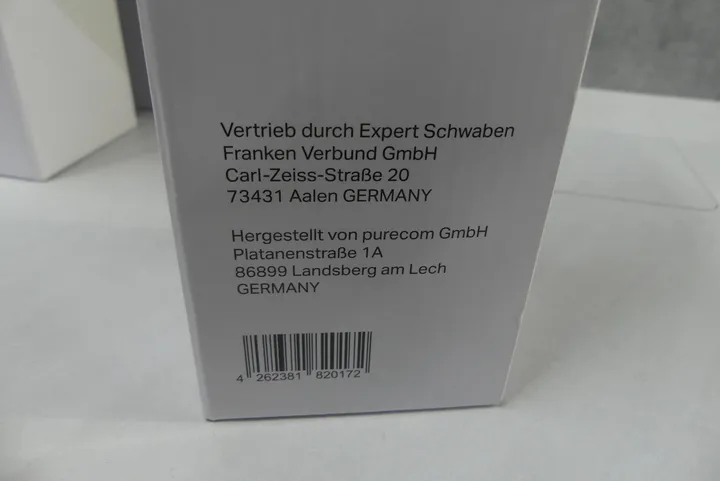 Vertrieb durch Expert Schwaben
Franken Verbund GmbH
Carl-Zeiss-Straße 20
73431 Aalen GERMANY
Hergestellt von purecom GmbH
Platanenstraße 1A
86899 Landsberg am Lech
GERMANY
4 262381 820172